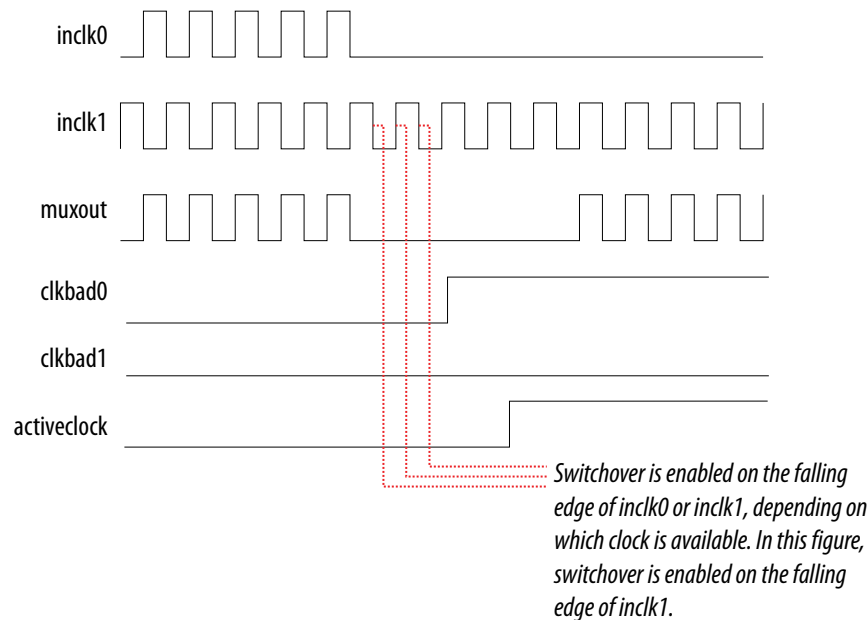 inclk0
inclk1
muxout
clkbad0
clkbad1
activeclock
Switchover is enabled on the falling
edge of inclk0 or inclk1, depending on
which clock is available. In this figure,
switchover is enabled on the falling
edge of inclk1.